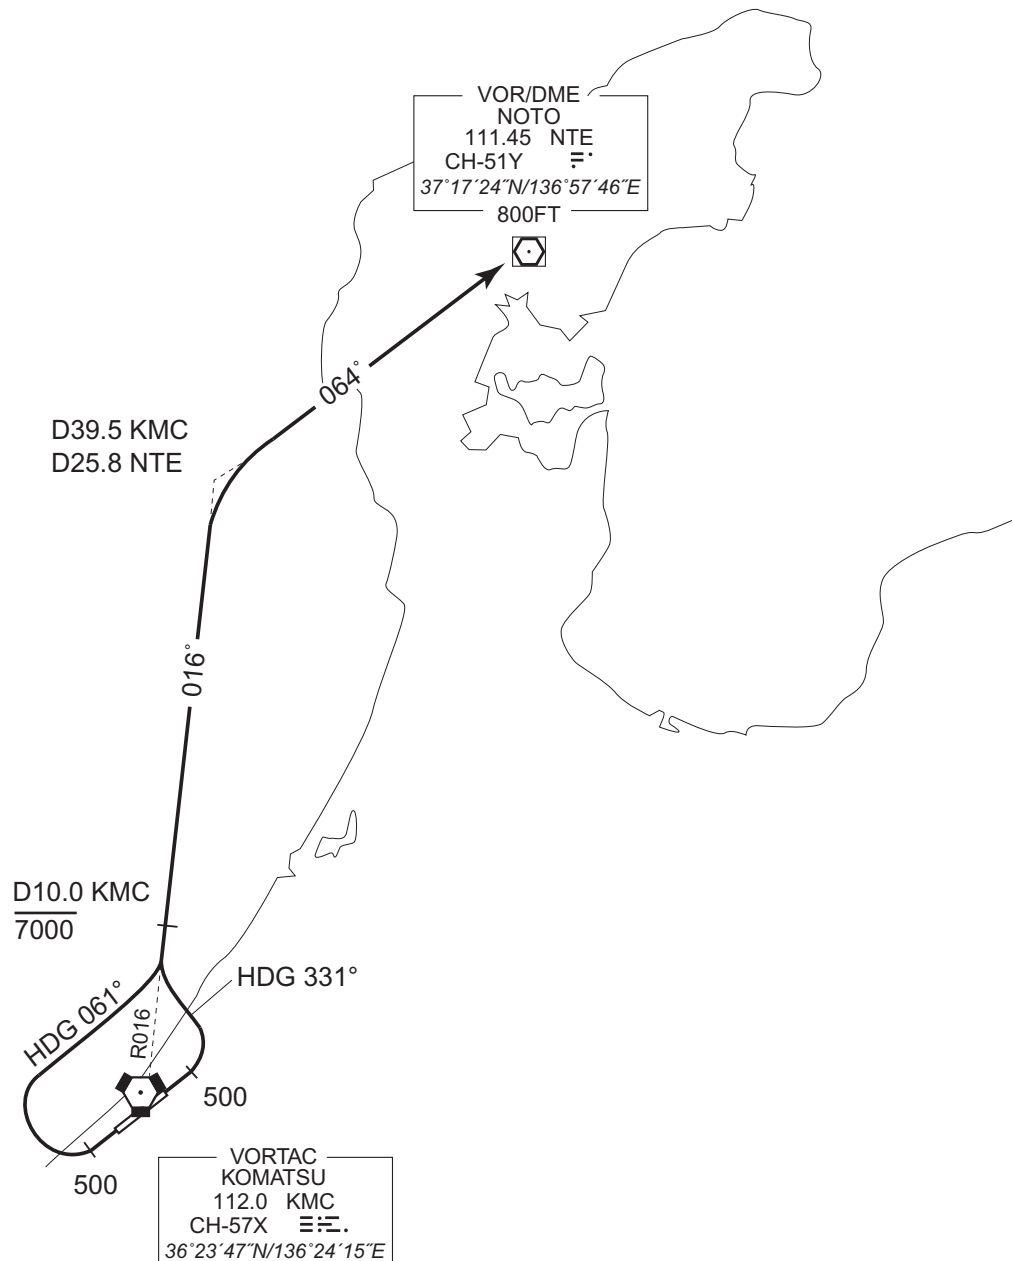 VOR/DME
NOTO
111.45 NTE
CH-51Y
37°17´24˝N/136°57´46˝E
800FT
064°
D39.5 KMC
D25.8 NTE
016°
D10.0 KMC
7000
HDG 331°
HDG 061°
R016
500
500
VORTAC
KOMATSU
112.0 KMC
CH-57X
36°23´47˝N/136°24´15˝E